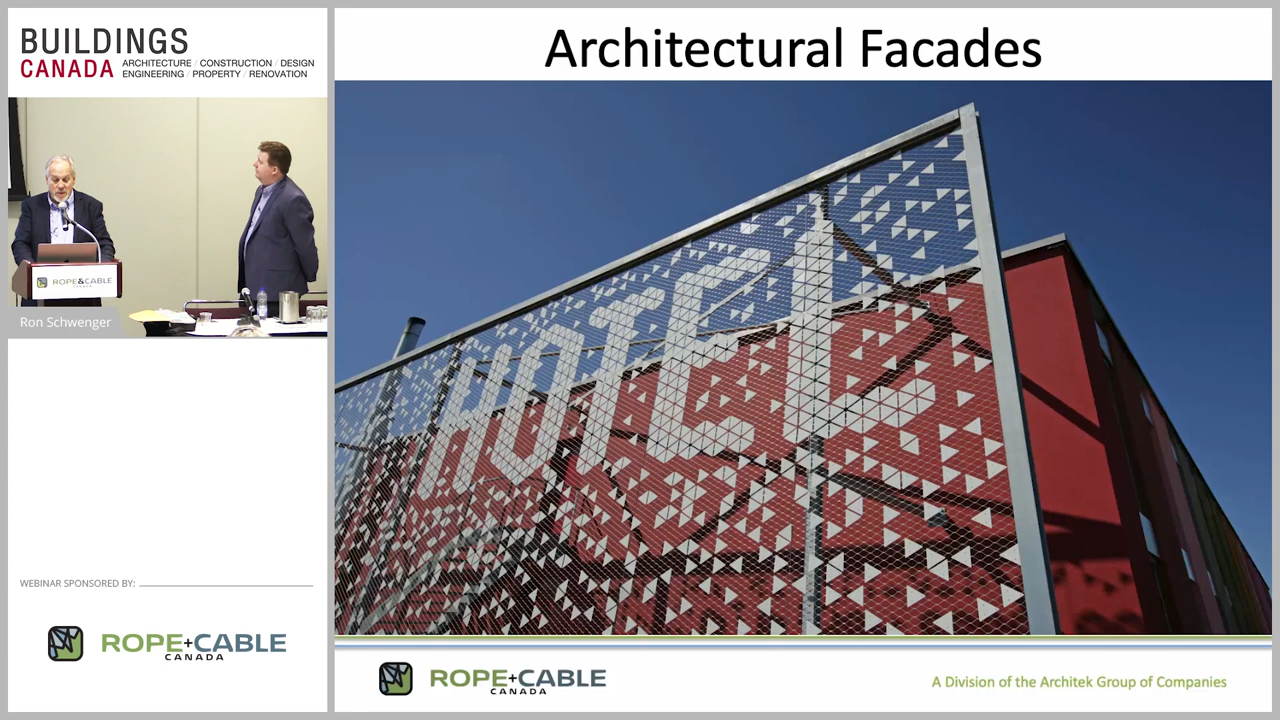 BUILDINGS
CANADA
ARCHITECTURE / CONSTRUCTION / DESIGN
ENGINEERING / PROPERTY / RENOVATION
ROPE&CABLE
CANADA
Ron Schwenger
WEBINAR SPONSORED BY:
ROPE+CABLE
CANADA
Architectural Facades
HOTEL
ROPE+CABLE
CANADA
A Division of the Architek Group of Companies